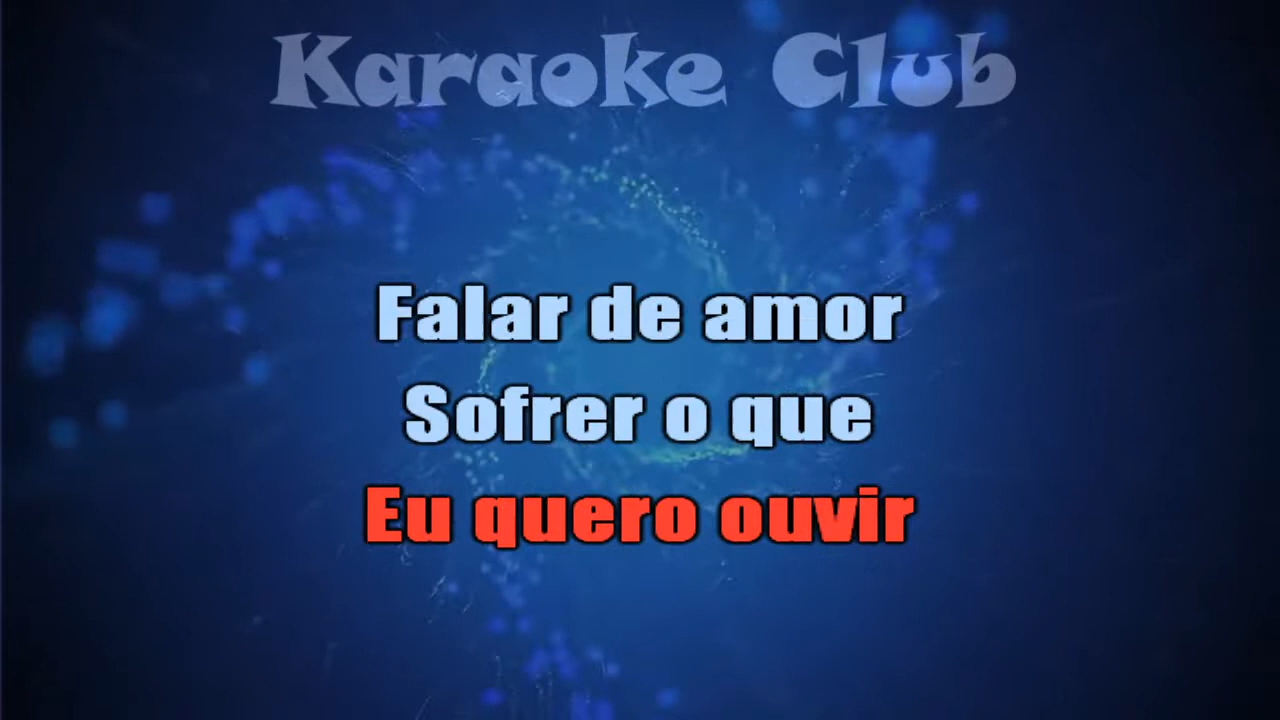 Karaoke Club
Falar de amor
Sofrer o que
Eu quero ouvir